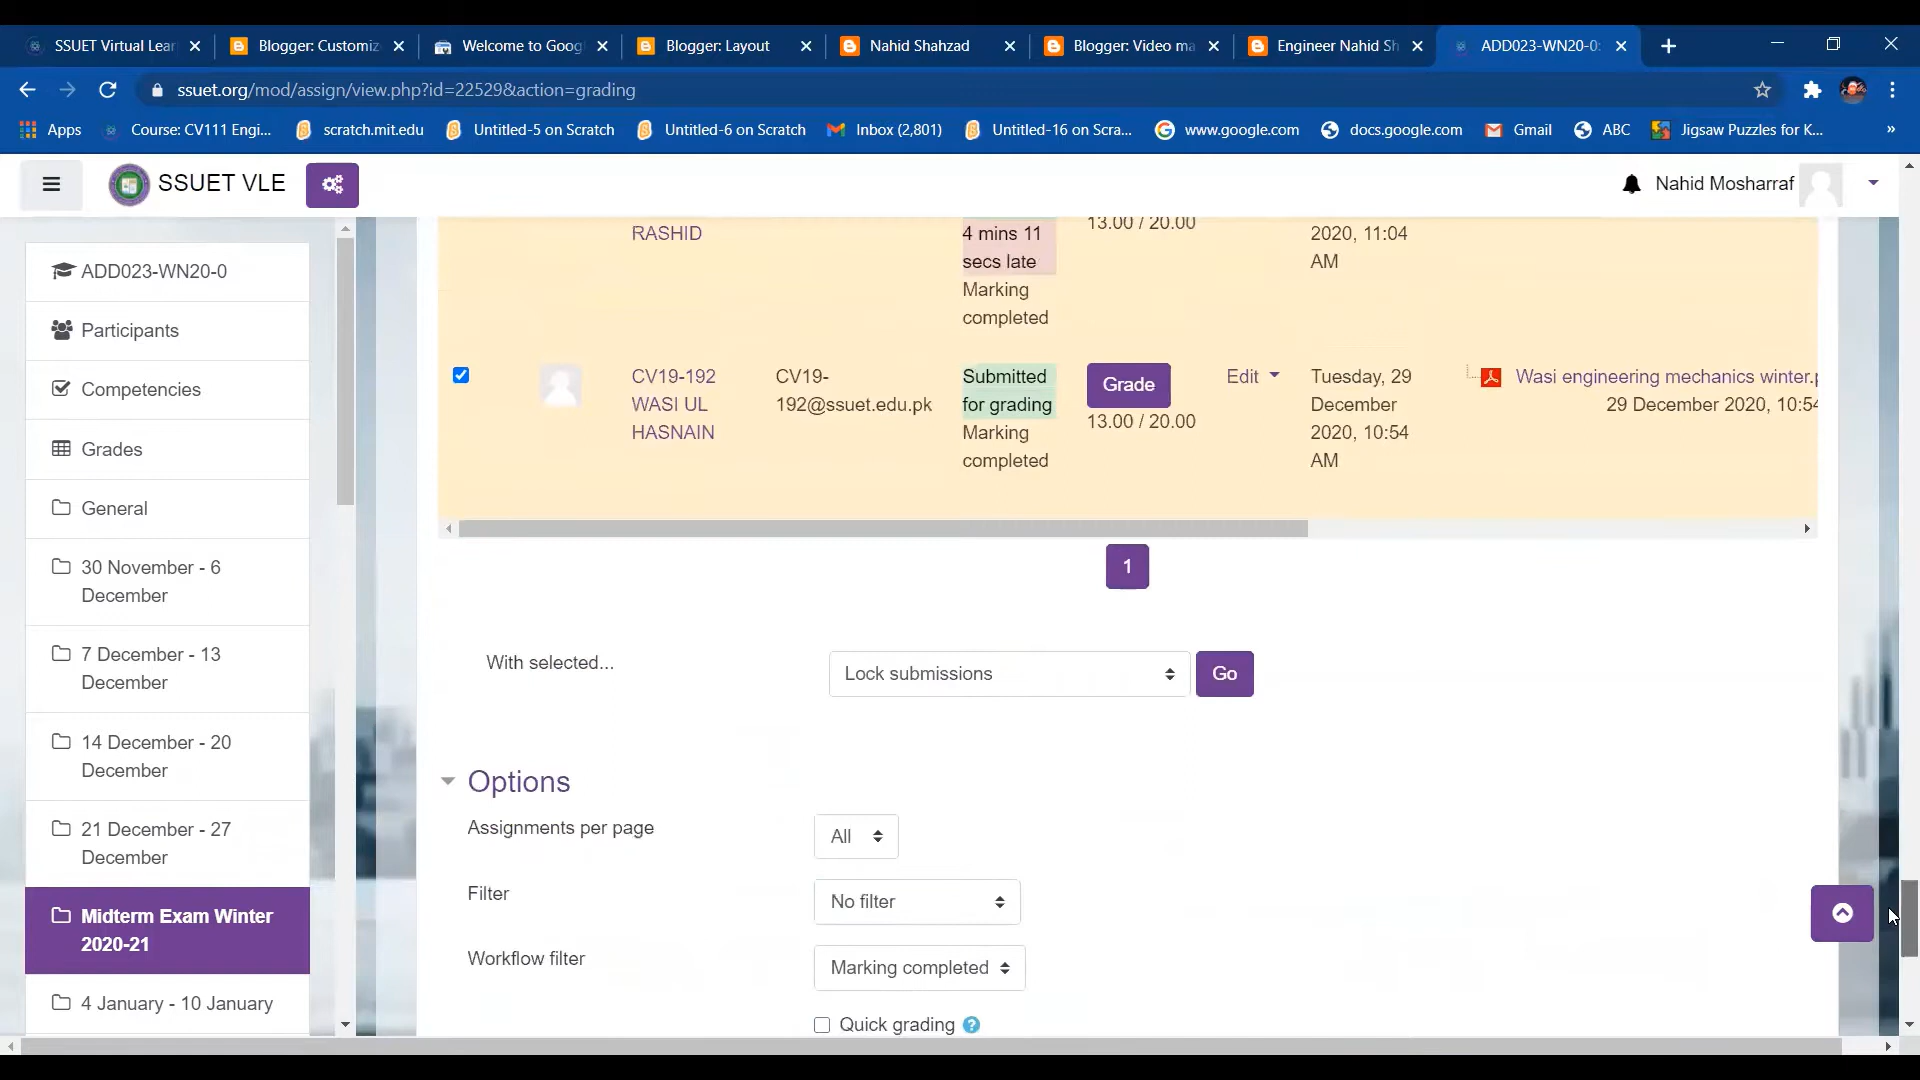 SSUET Virtual Lear
Blogger: Customiz
Welcome to Goog
Blogger: Layout
Nahid Shahzad
Blogger: Video ma
Engineer Nahid Sh
ADD023-WN20-0:
ssuet.org/mod/assign/view.php?id=22529&action=grading
Apps
Course: CV111 Engi...
scratch.mit.edu
Untitled-5 on Scratch
Untitled-6 on Scratch
Inbox (2,801)
Untitled-16 on Scra...
www.google.com
docs.google.com
Gmail
ABC
Jigsaw Puzzles for K...
»
SSUET VLE
Nahid Mosharraf
ADD023-WN20-0
Participants
Competencies
Grades
General
30 November - 6
December
7 December - 13
December
14 December - 20
December
21 December - 27
December
Midterm Exam Winter
2020-21
4 January - 10 January
RASHID
4 mins 11
secs late
Marking
completed
13.00 / 20.00
2020, 11:04
AM
CV19-192
WASI UL
HASNAIN
CV19-
192@ssuet.edu.pk
Submitted
for grading
Marking
completed
Grade
13.00 / 20.00
Edit
Tuesday, 29
December
2020, 10:54
AM
Wasi engineering mechanics winter.p
29 December 2020, 10:54
1
With selected...
Lock submissions
Go
Options
Assignments per page
All
Filter
No filter
Workflow filter
Marking completed
Quick grading